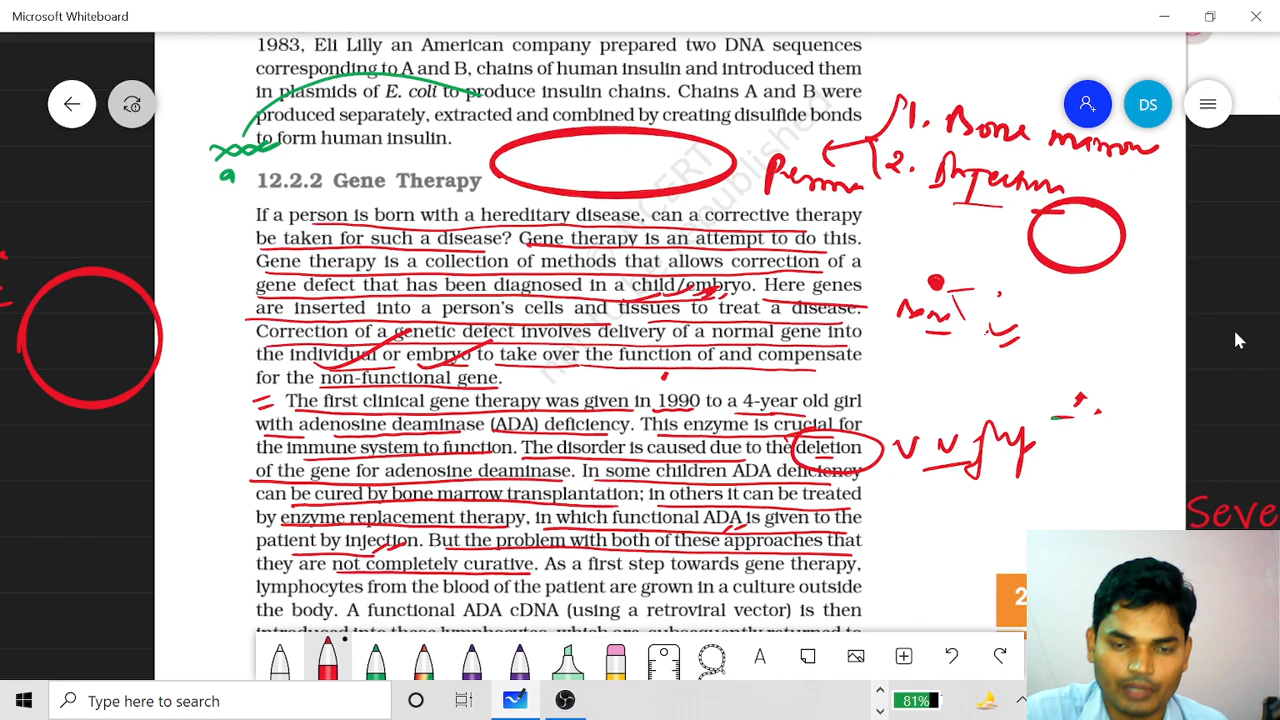 Microsoft Whiteboard
1983, Eli Lilly an American company prepared two DNA sequences
corresponding to A and B, chains of human insulin and introduced them
in plasmids of E. coli to produce insulin chains. Chains A and B were
produced separately, extracted and combined by creating disulfide bonds
to form human insulin.
a
1. Bone marrow
2. Injection
Person
DS
12.2.2 Gene Therapy
If a person is born with a hereditary disease, can a corrective therapy
be taken for such a disease? Gene therapy is an attempt to do this.
Gene therapy is a collection of methods that allows correction of a
gene defect that has been diagnosed in a child/embryo. Here genes
are inserted into a person's cells and tissues to treat a disease.
Correction of a genetic defect involves delivery of a normal gene into
the individual or embryo to take over the function of and compensate
for the non-functional gene.
The first clinical gene therapy was given in 1990 to a 4-year old girl
with adenosine deaminase (ADA) deficiency. This enzyme is crucial for
the immune system to function. The disorder is caused due to the deletion
of the gene for adenosine deaminase. In some children ADA deficiency
can be cured by bone marrow transplantation; in others it can be treated
by enzyme replacement therapy, in which functional ADA is given to the
patient by injection. But the problem with both of these approaches that
they are not completely curative. As a first step towards gene therapy,
lymphocytes from the blood of the patient are grown in a culture outside
the body. A functional ADA cDNA (using a retroviral vector) is then
introduced into these lymphocytes, which are subsequently returned to
V V Imp
Seve
2
A
Type here to search
81%